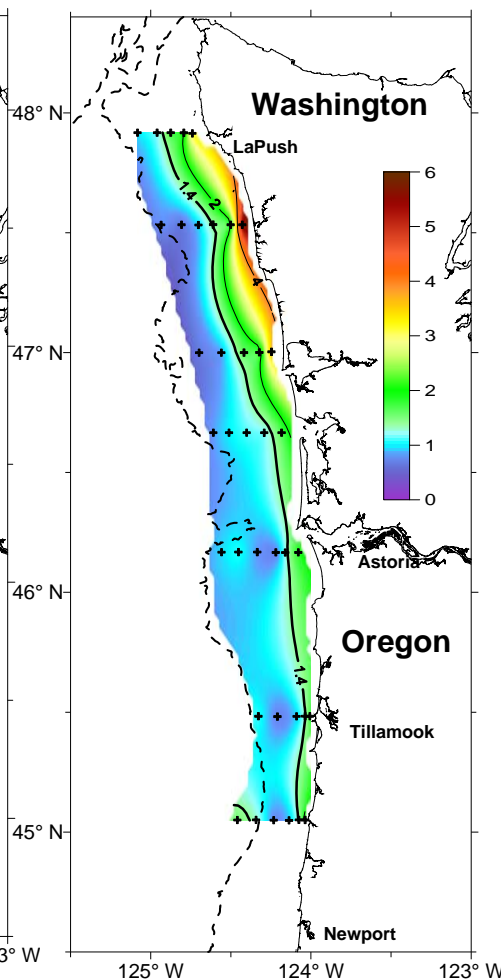 Washington
48° N
LaPush
1.4
2
6
5
4
4
3
47° N
2
1
0
46° N
Astoria
Oregon
1.4
Tillamook
45° N
Newport
3° W
125° W
124° W
123° W